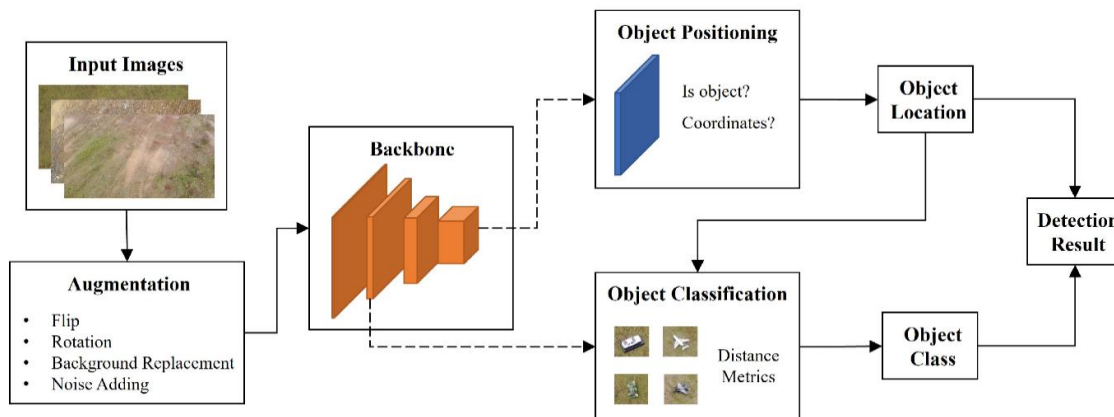 Input Images
Augmentation
• Flip
• Rotation
• Background Replacement
• Noise Adding
Backbone
Object Positioning
Is object?
Coordinates?
Object
Location
Object Classification
Distance
Metrics
Object
Class
Detection
Result